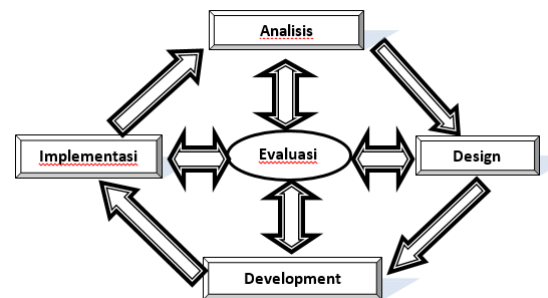 Analisis
Implementasi
Evaluasi
Design
Development